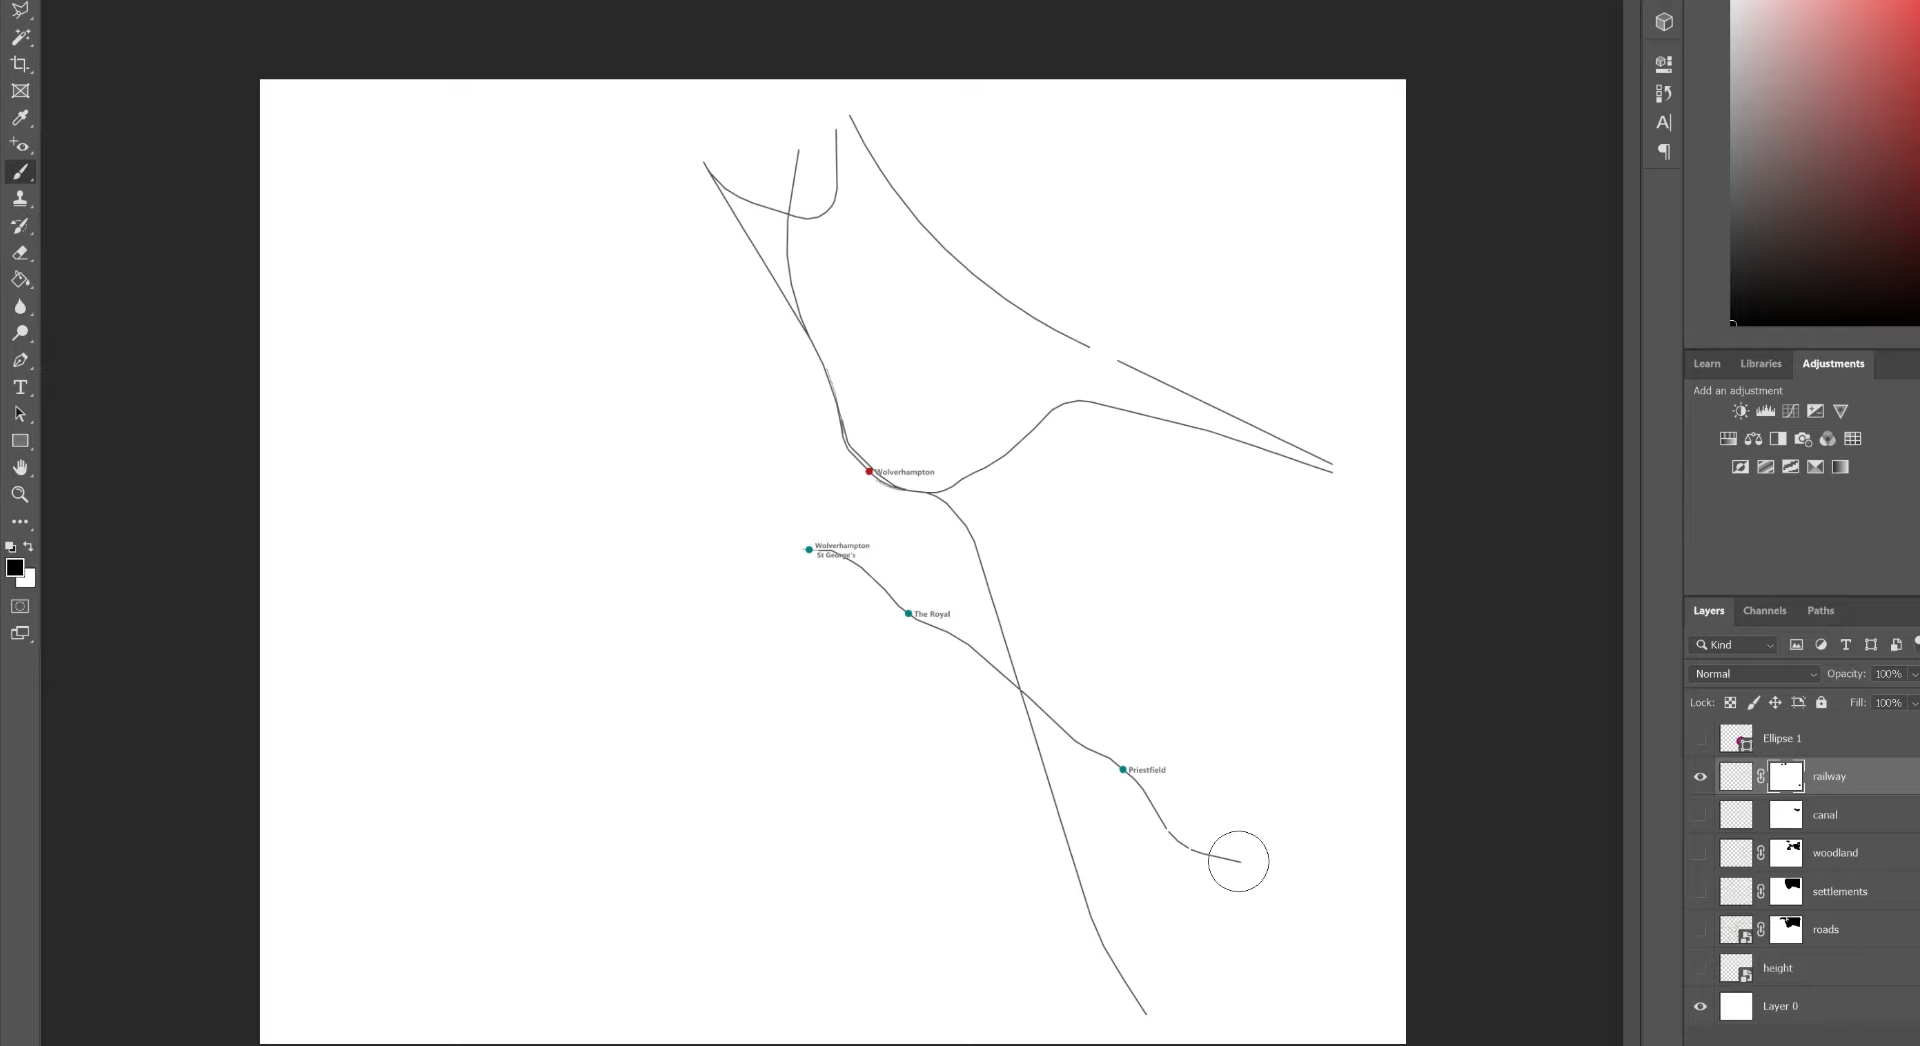 A|
T
Wolverhampton
Wolverhampton
St George's
The Royal
Priestfield
Learn Libraries Adjustments
Add an adjustment
Layers Channels Paths
Kind
T
Normal Opacity: 100%
Lock: Fill: 100%
Ellipse 1
railway
canal
woodland
settlements
roads
height
Layer 0